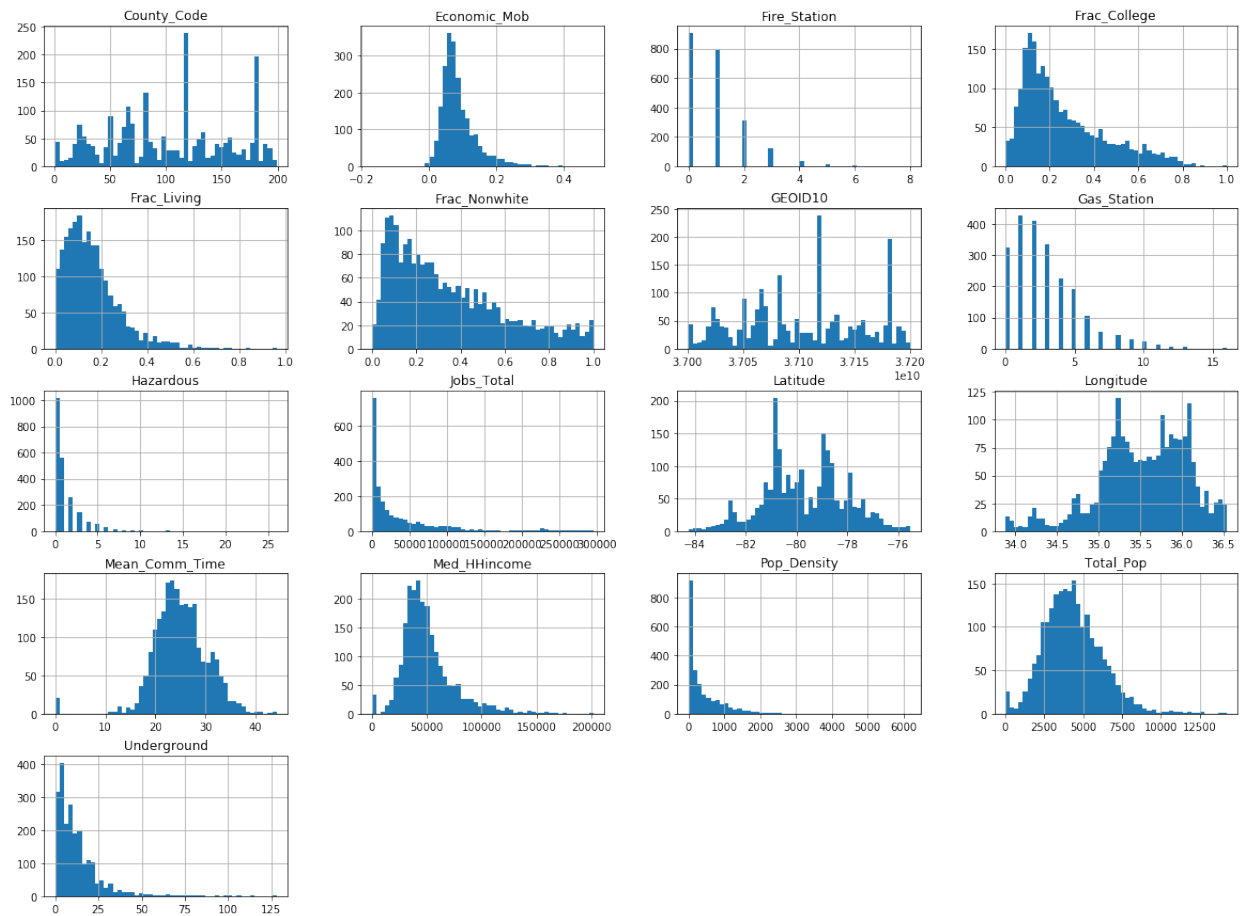 County_Code Economic_Mob Fire_Station Frac_College
250 200 150 100 50 0
0 50 100 150 200
300 200 100 0
−0.2 0.0 0.2 0.4
800 600 400 200 0
0 2 4 6 8
150 100 50 0
0.0 0.2 0.4 0.6 0.8 1.0
Frac_Living Frac_Nonwhite GEOID10 Gas_Station
150 100 50 0
0.0 0.2 0.4 0.6 0.8 1.0
100 80 60 40 20 0
0.0 0.2 0.4 0.6 0.8 1.0
250 200 150 100 50 0
3.700 3.705 3.710 3.715 3.720
1e10
400 300 200 100 0
0 5 10 15
Hazardous Jobs_Total Latitude Longitude
1000 800 600 400 200 0
0 5 10 15 20 25
600 400 200 0
0 50000 100000 150000 200000 250000 300000
200 150 100 50 0
−84 −82 −80 −78 −76
125 100 75 50 25 0
34.0 34.5 35.0 35.5 36.0 36.5
Mean_Comm_Time Med_HHincome Pop_Density Total_Pop
150 100 50 0
0 10 20 30 40
200 150 100 50 0
0 50000 100000 150000 200000
800 600 400 200 0
0 1000 2000 3000 4000 5000 6000
150 100 50 0
0 2500 5000 7500 10000 12500
Underground
400 300 200 100 0
0 25 50 75 100 125